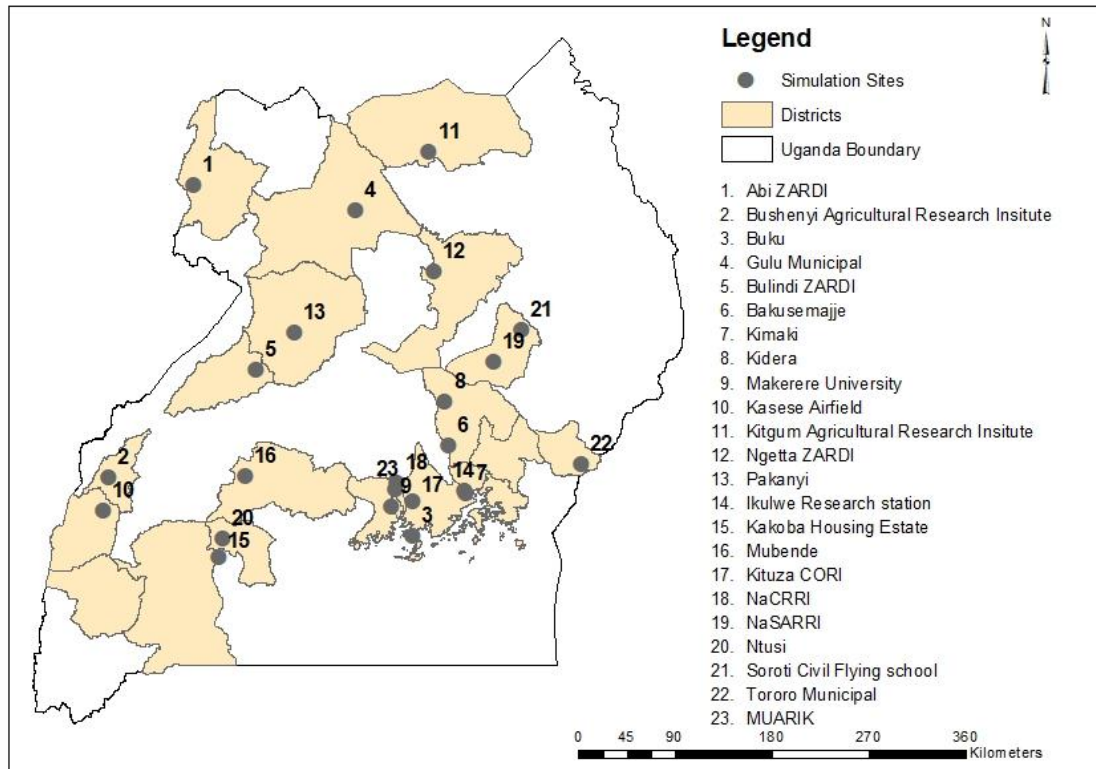 N
Legend
Simulation Sites
Districts
Uganda Boundary
1. Abi ZARDI
2. Bushenyi Agricultural Research Insitute
3. Buku
4. Gulu Municipal
5. Bulindi ZARDI
6. Bakusemajje
7. Kimaki
8. Kidera
9. Makerere University
10. Kasese Airfield
11. Kitgum Agricultural Research Insitute
12. Ngetta ZARDI
13. Pakanyi
14. Ikulwe Research station
15. Kakoba Housing Estate
16. Mubende
17. Kituza CORI
18. NaCRRI
19. NaSARRI
20. Ntusi
21. Soroti Civil Flying school
22. Tororo Municipal
23. MUARIK
11
1
4
12
13
21
19
5
8
6
22
2
16
18
23
14
7
10
9
17
20
3
15
0 45 90 180 270 360
Kilometers